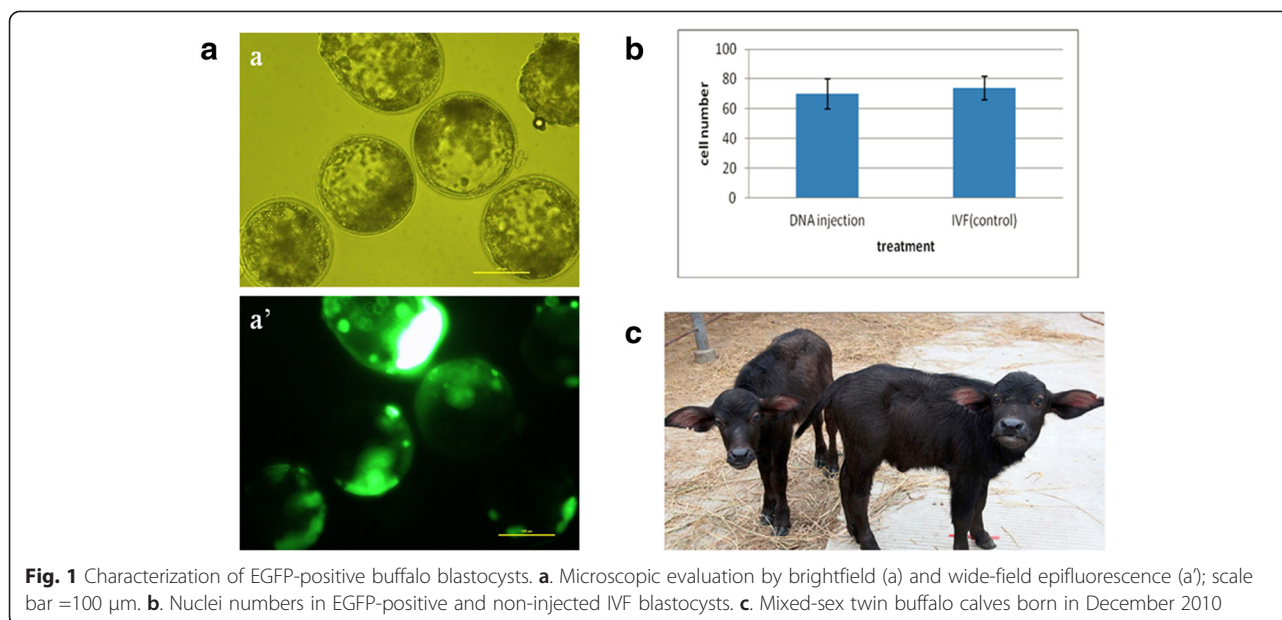 a
a
a'
b
100
80
60
40
20
0
cell number
DNA injection
IVF(control)
treatment
c
Fig. 1 Characterization of EGFP-positive buffalo blastocysts. a. Microscopic evaluation by brightfield (a) and wide-field epifluorescence (a'); scale
bar =100 μm. b. Nuclei numbers in EGFP-positive and non-injected IVF blastocysts. c. Mixed-sex twin buffalo calves born in December 2010